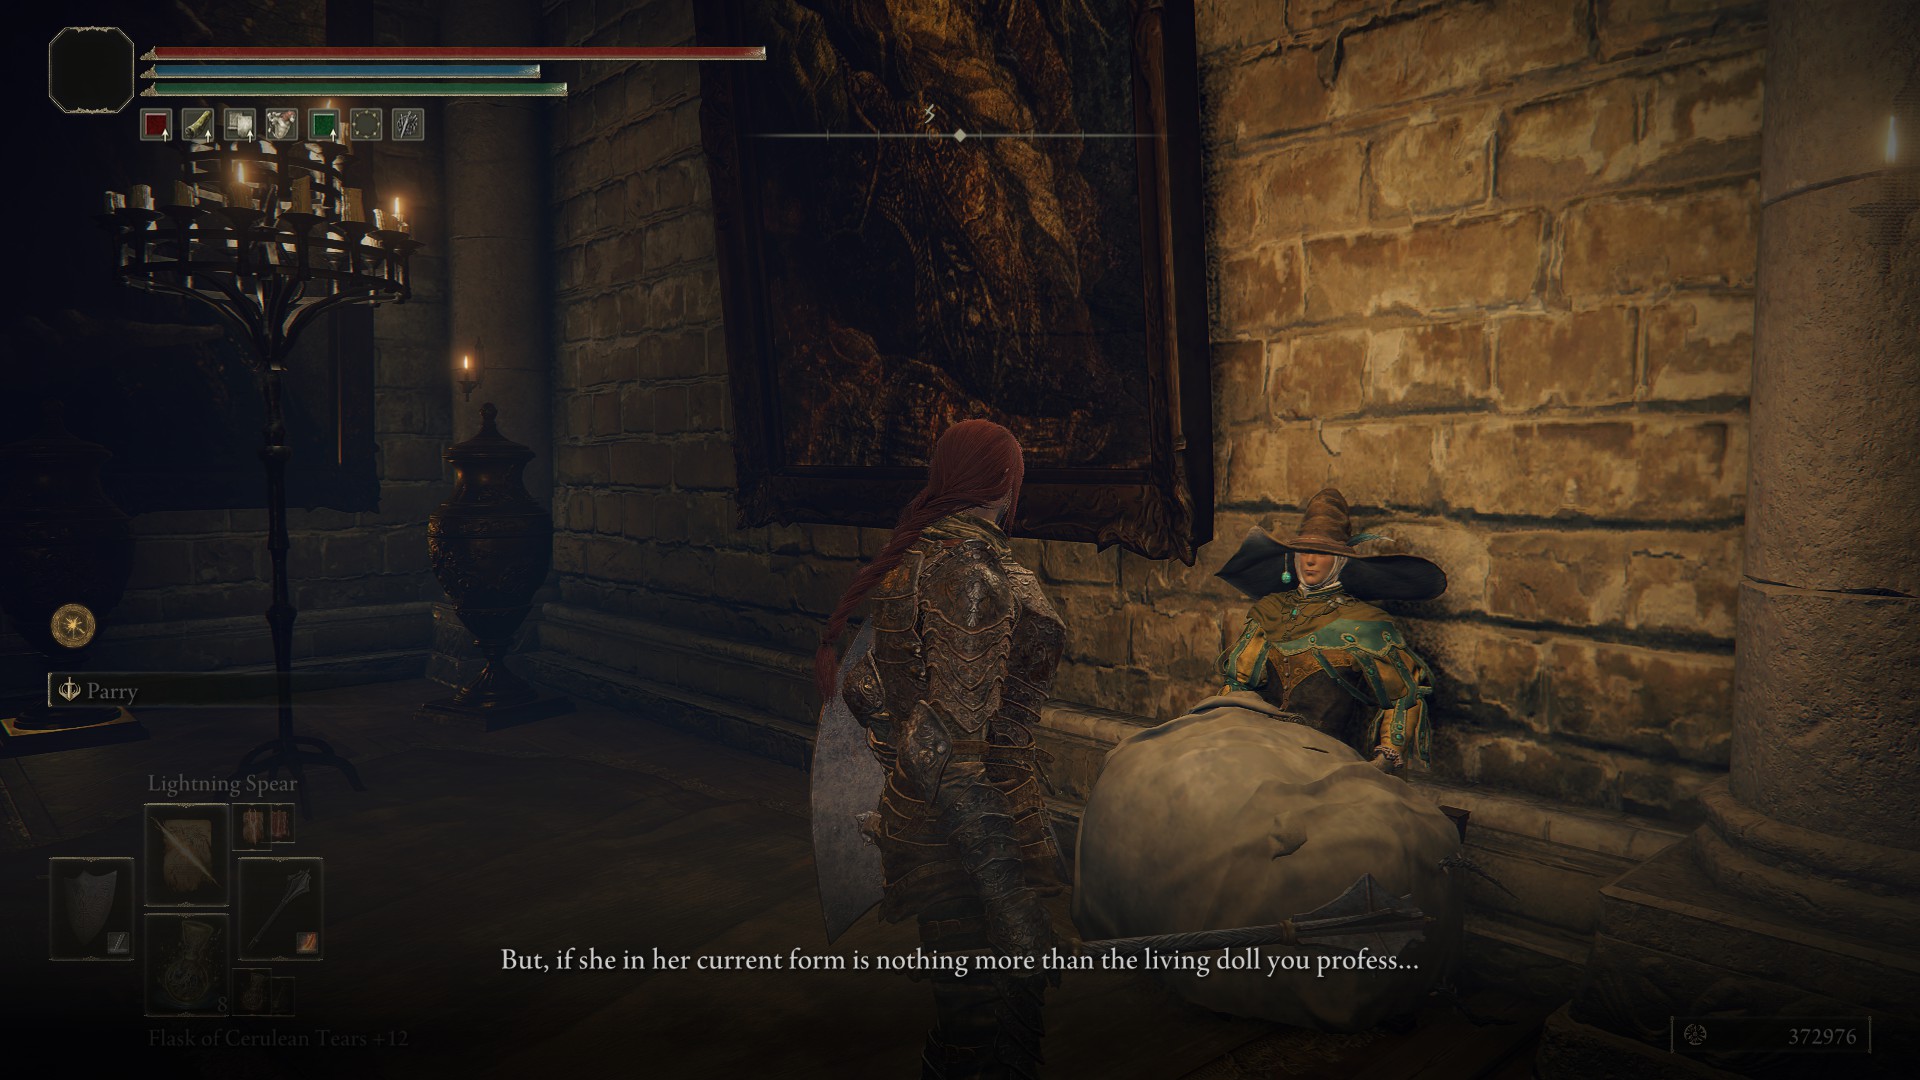 Parry
Lightning Spear
But, if she in her current form is nothing more than the living doll you profess...
8
Flask of Cerulean Tears +12
372976